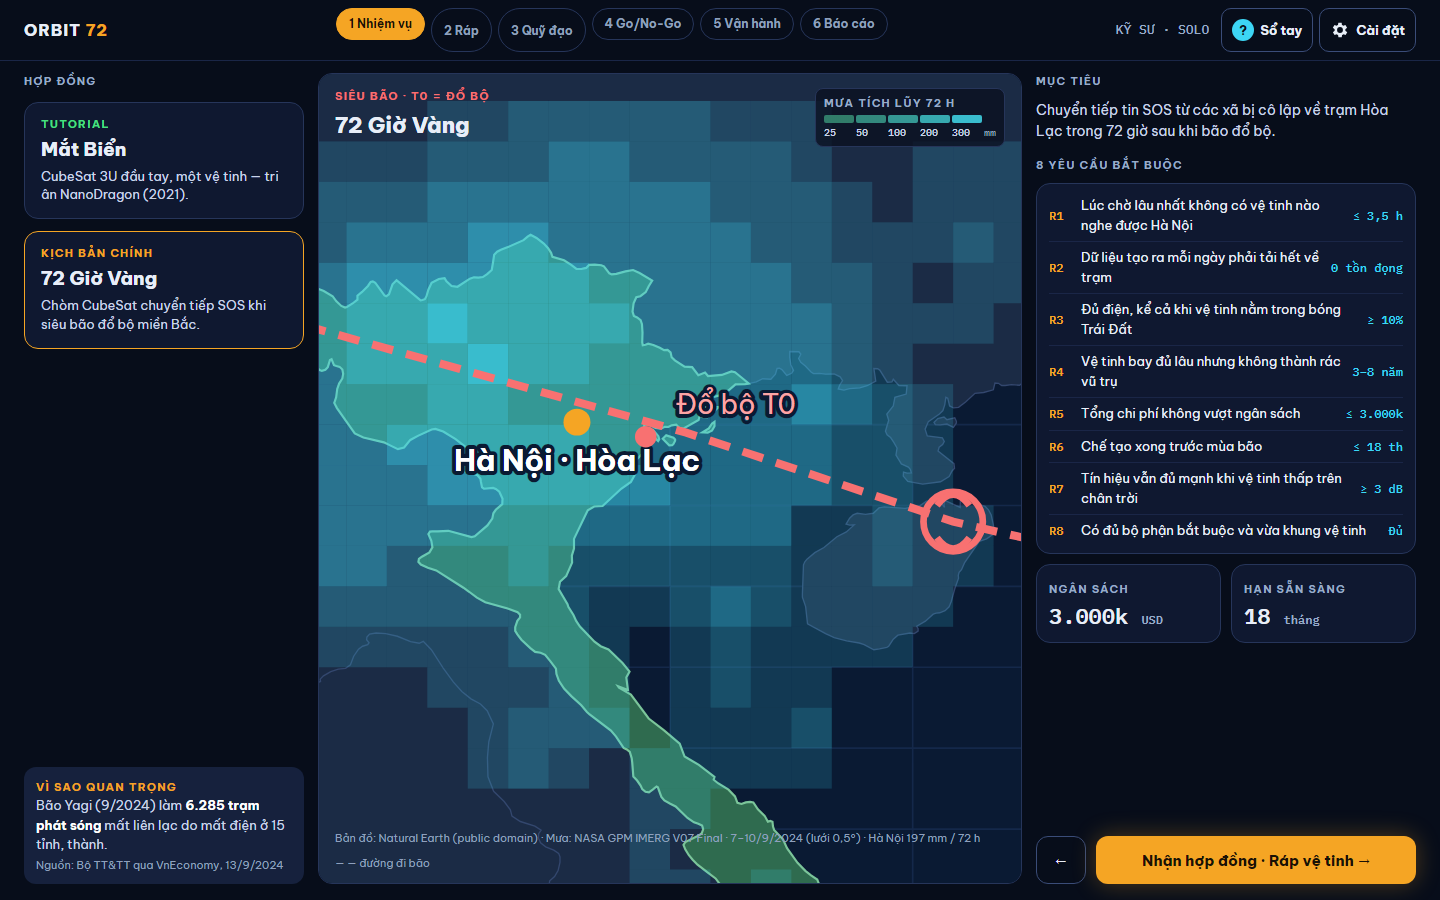 ORBIT 72
1 Nhiệm vụ
2 Ráp
3 Quỹ đạo
4 Go/No-Go
5 Vận hành
6 Báo cáo
KỸ SƯ · SOLO
? Sổ tay
Cài đặt
HỢP ĐỒNG
TUTORIAL
Mắt Biển
CubeSat 3U đầu tay, một vệ tinh — tri
ân NanoDragon (2021).
KỊCH BẢN CHÍNH
72 Giờ Vàng
Chòm CubeSat chuyển tiếp SOS khi
siêu bão đổ bộ miền Bắc.
VÌ SAO QUAN TRỌNG
Bão Yagi (9/2024) làm 6.285 trạm
phát sóng mất liên lạc do mất điện ở 15
tỉnh, thành.
Nguồn: Bộ TT&TT qua VnEconomy, 13/9/2024
SIÊU BÃO · T0 = ĐỔ BỘ
72 Giờ Vàng
MƯA TÍCH LŨY 72 H
25 50 100 200 300 mm
Đổ bộ T0
Hà Nội · Hòa Lạc
Bản đồ: Natural Earth (public domain) · Mưa: NASA GPM IMERG V07 Final · 7–10/9/2024 (lưới 0,5°) · Hà Nội 197 mm / 72 h
— — đường đi bão
MỤC TIÊU
Chuyển tiếp tin SOS từ các xã bị cô lập về trạm Hòa
Lạc trong 72 giờ sau khi bão đổ bộ.
8 YÊU CẦU BẮT BUỘC
R1 Lúc chờ lâu nhất không có vệ tinh nào
nghe được Hà Nội ≤ 3,5 h
R2 Dữ liệu tạo ra mỗi ngày phải tải hết về
trạm 0 tồn đọng
R3 Đủ điện, kể cả khi vệ tinh nằm trong bóng
Trái Đất ≥ 10%
R4 Vệ tinh bay đủ lâu nhưng không thành rác
vũ trụ 3–8 năm
R5 Tổng chi phí không vượt ngân sách ≤ 3.000k
R6 Chế tạo xong trước mùa bão ≤ 18 th
R7 Tín hiệu vẫn đủ mạnh khi vệ tinh thấp trên
chân trời ≥ 3 dB
R8 Có đủ bộ phận bắt buộc và vừa khung vệ tinh Đủ
NGÂN SÁCH
3.000k USD
HẠN SẴN SÀNG
18 tháng
←
Nhận hợp đồng · Ráp vệ tinh →